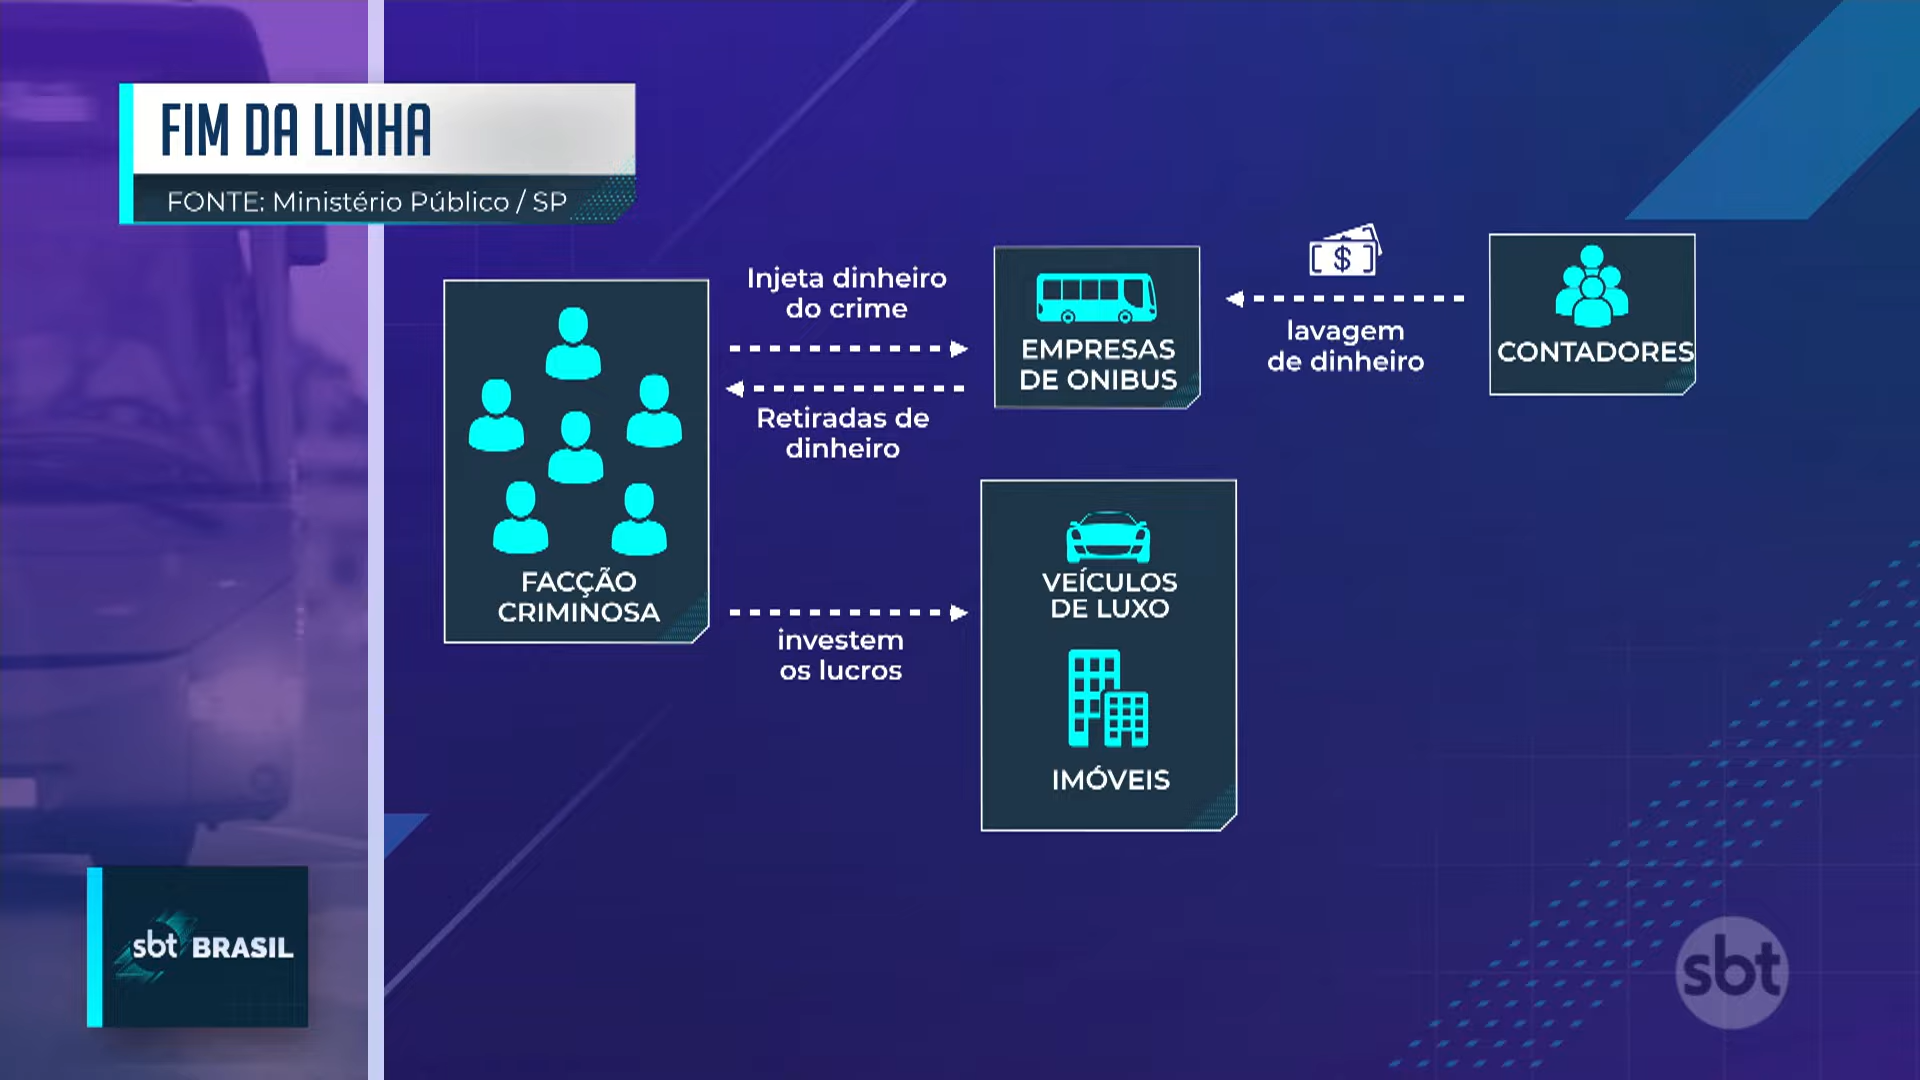 FIM DA LINHA
FONTE: Ministério Público / SP
Injeta dinheiro
do crime
Retiradas de
dinheiro
FACÇÃO
CRIMINOSA
EMPRESAS
DE ONIBUS
$
lavagem
de dinheiro
CONTADORES
investem
os lucros
VEÍCULOS
DE LUXO
IMÓVEIS
sbt BRASIL
sbt